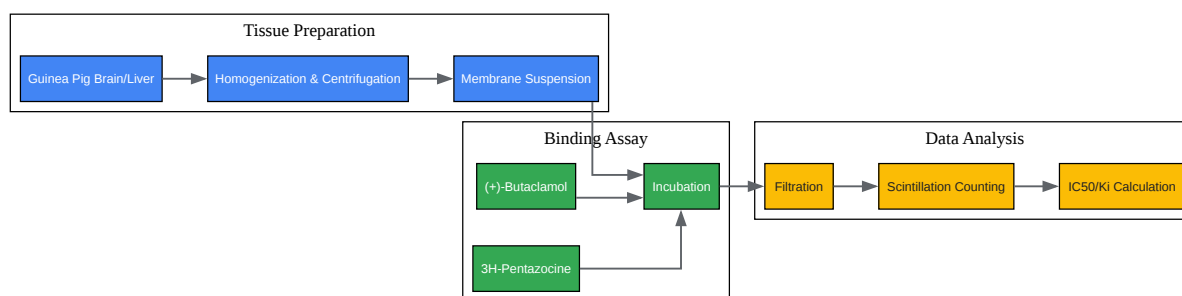 Tissue Preparation
Guinea Pig Brain/Liver
Homogenization & Centrifugation
Membrane Suspension
Binding Assay
(+)-Butaclamol
Incubation
3H-Pentazocine
Data Analysis
Filtration
Scintillation Counting
IC50/Ki Calculation